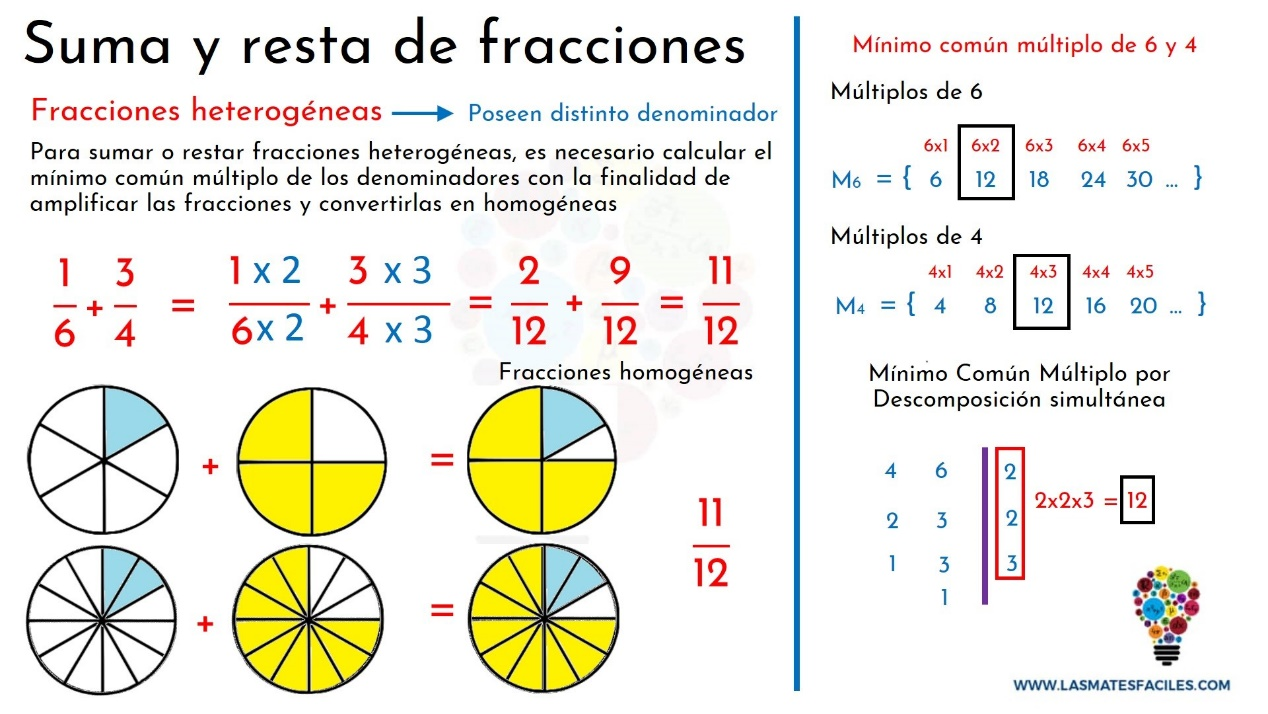 Suma y resta de fracciones
Fracciones heterogéneas
Poseen distinto denominador
Para sumar o restar fracciones heterogéneas, es necesario calcular el
mínimo común múltiplo de los denominadores con la finalidad de
amplificar las fracciones y convertirlas en homogéneas
1/6 + 3/4 = 1 x 2/6 x 2 + 3 x 3/4 x 3 = 2/12 + 9/12 = 11/12
Fracciones homogéneas
+ =
11/12
+ =
Mínimo común múltiplo de 6 y 4
Múltiplos de 6
6x1 6x2 6x3 6x4 6x5
M6 = { 6 12 18 24 30 ... }
Múltiplos de 4
4x1 4x2 4x3 4x4 4x5
M4 = { 4 8 12 16 20 ... }
Mínimo Común Múltiplo por
Descomposición simultánea
4 6 2
2x2x3 = 12
2 3 2
1 3 3
1
WWW.LASMATESFACILES.COM